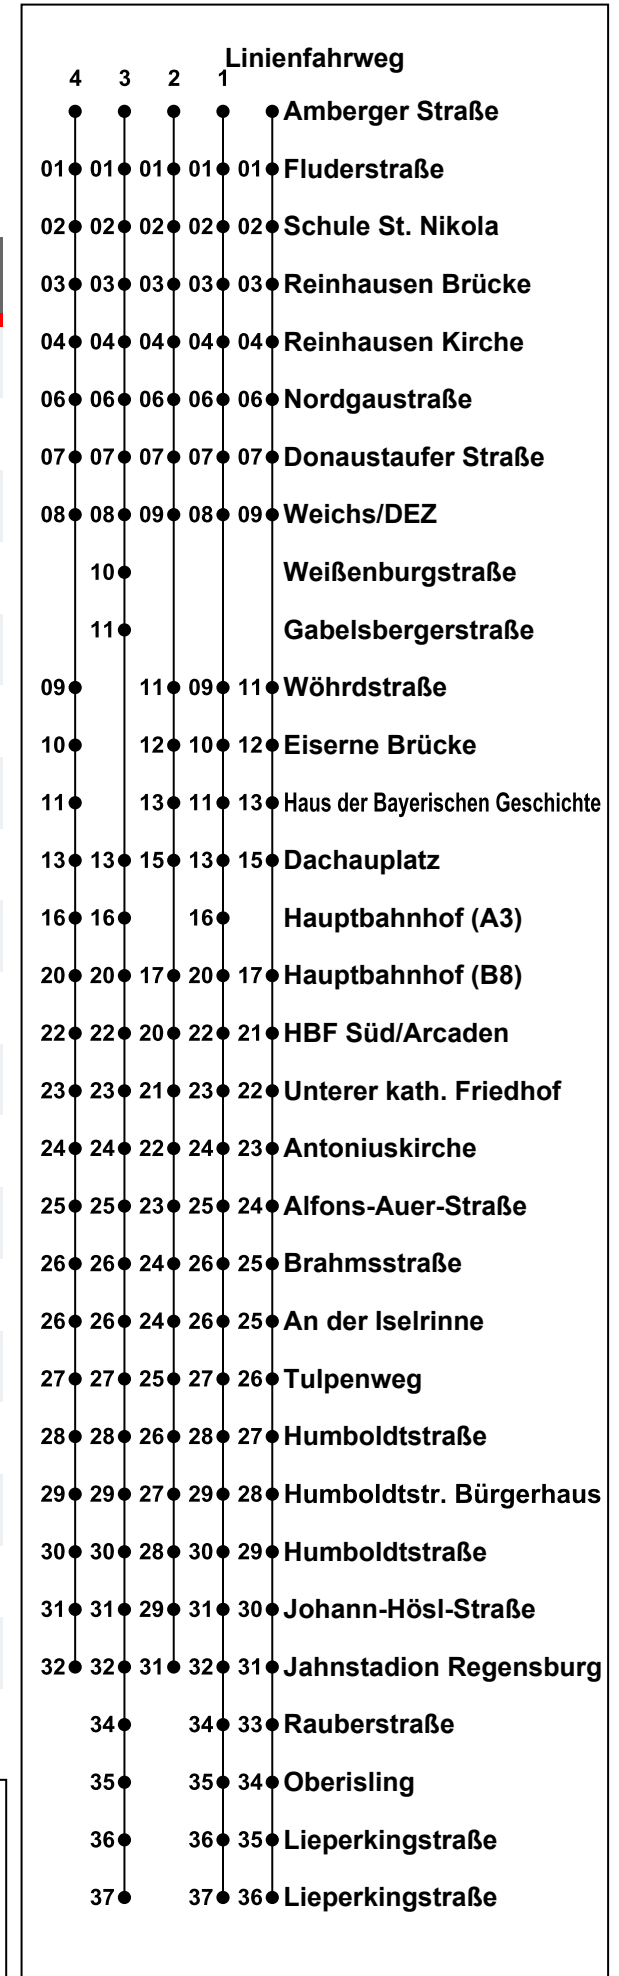 Linienfahrweg
4 3 2 1
Amberger Straße
01 01 01 01 01 Fluderstraße
02 02 02 02 02 Schule St. Nikola
03 03 03 03 03 Reinhausen Brücke
04 04 04 04 04 Reinhausen Kirche
06 06 06 06 06 Nordgaustraße
07 07 07 07 07 Donaustaufer Straße
08 08 09 08 09 Weichs/DEZ
10 Weißenburgstraße
11 Gabelsbergerstraße
09 11 09 11 Wöhrdstraße
10 12 10 12 Eiserne Brücke
11 13 11 13 Haus der Bayerischen Geschichte
13 13 15 13 15 Dachauplatz
16 16 16 Hauptbahnhof (A3)
20 20 17 20 17 Hauptbahnhof (B8)
22 22 20 22 21 HBF Süd/Arcaden
23 23 21 23 22 Unterer kath. Friedhof
24 24 22 24 23 Antoniuskirche
25 25 23 25 24 Alfons-Auer-Straße
26 26 24 26 25 Brahmsstraße
26 26 24 26 25 An der Iselrinne
27 27 25 27 26 Tulpenweg
28 28 26 28 27 Humboldtstraße
29 29 27 29 28 Humboldtstr. Bürgerhaus
30 30 28 30 29 Humboldtstraße
31 31 29 31 30 Johann-Hösl-Straße
32 32 31 32 31 Jahnstadion Regensburg
34 34 33 Rauberstraße
35 35 34 Oberisling
36 36 35 Lieperkingstraße
37 37 36 Lieperkingstraße